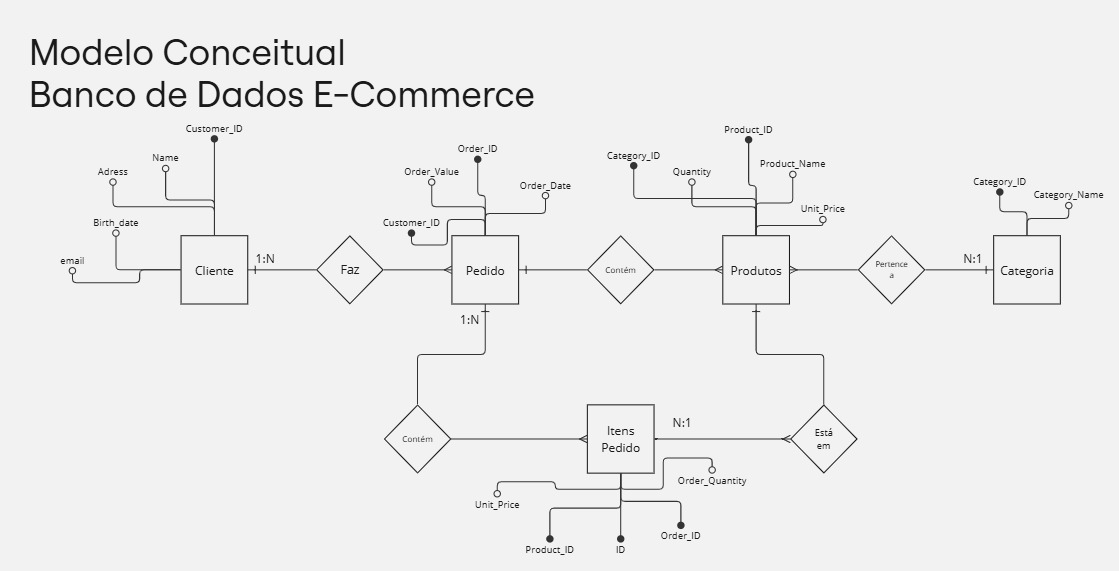 Modelo Conceitual
Banco de Dados E-Commerce
Customer_ID
Name
Adress
Birth_date
email
Cliente
1:N
Faz
Order_ID
Order_Value
Order_Date
Customer_ID
Pedido
1:N
Contém
Product_ID
Category_ID
Quantity
Product_Name
Unit_Price
Produtos
Pertence
a
N:1
Category_ID
Category_Name
Categoria
Contém
Itens
Pedido
N:1
Está
em
Unit_Price
Order_Quantity
Product_ID
ID
Order_ID